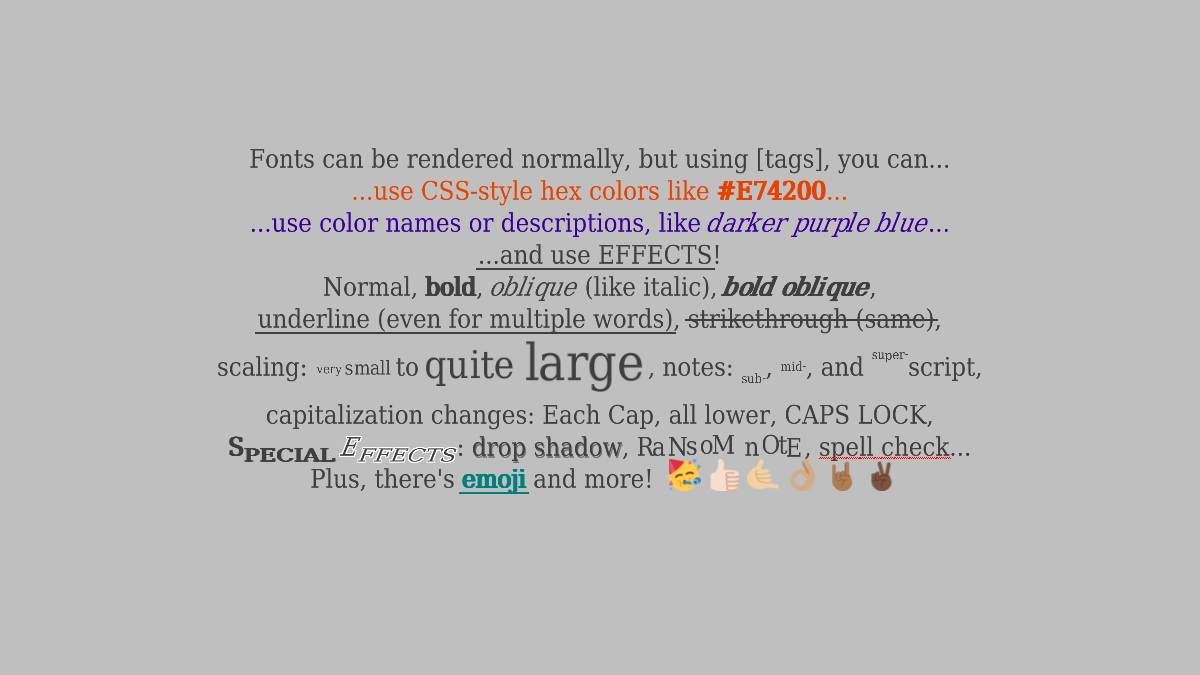 Fonts can be rendered normally, but using [tags], you can...
...use CSS-style hex colors like #E74200...
...use color names or descriptions, like darker purple blue...
...and use EFFECTS!
Normal, bold, oblique (like italic), bold oblique,
underline (even for multiple words), strikethrough (same),
scaling: very small to quite large, notes: sub-, mid-, and super-script,
capitalization changes: Each Cap, all lower, CAPS LOCK,
SPECIAL EFFECTS: drop shadow, RaNsoM nOtE, spell check...
Plus, there's emoji and more! 🥳👍🏻🤙🏼👌🏽🤘🏾✌🏿